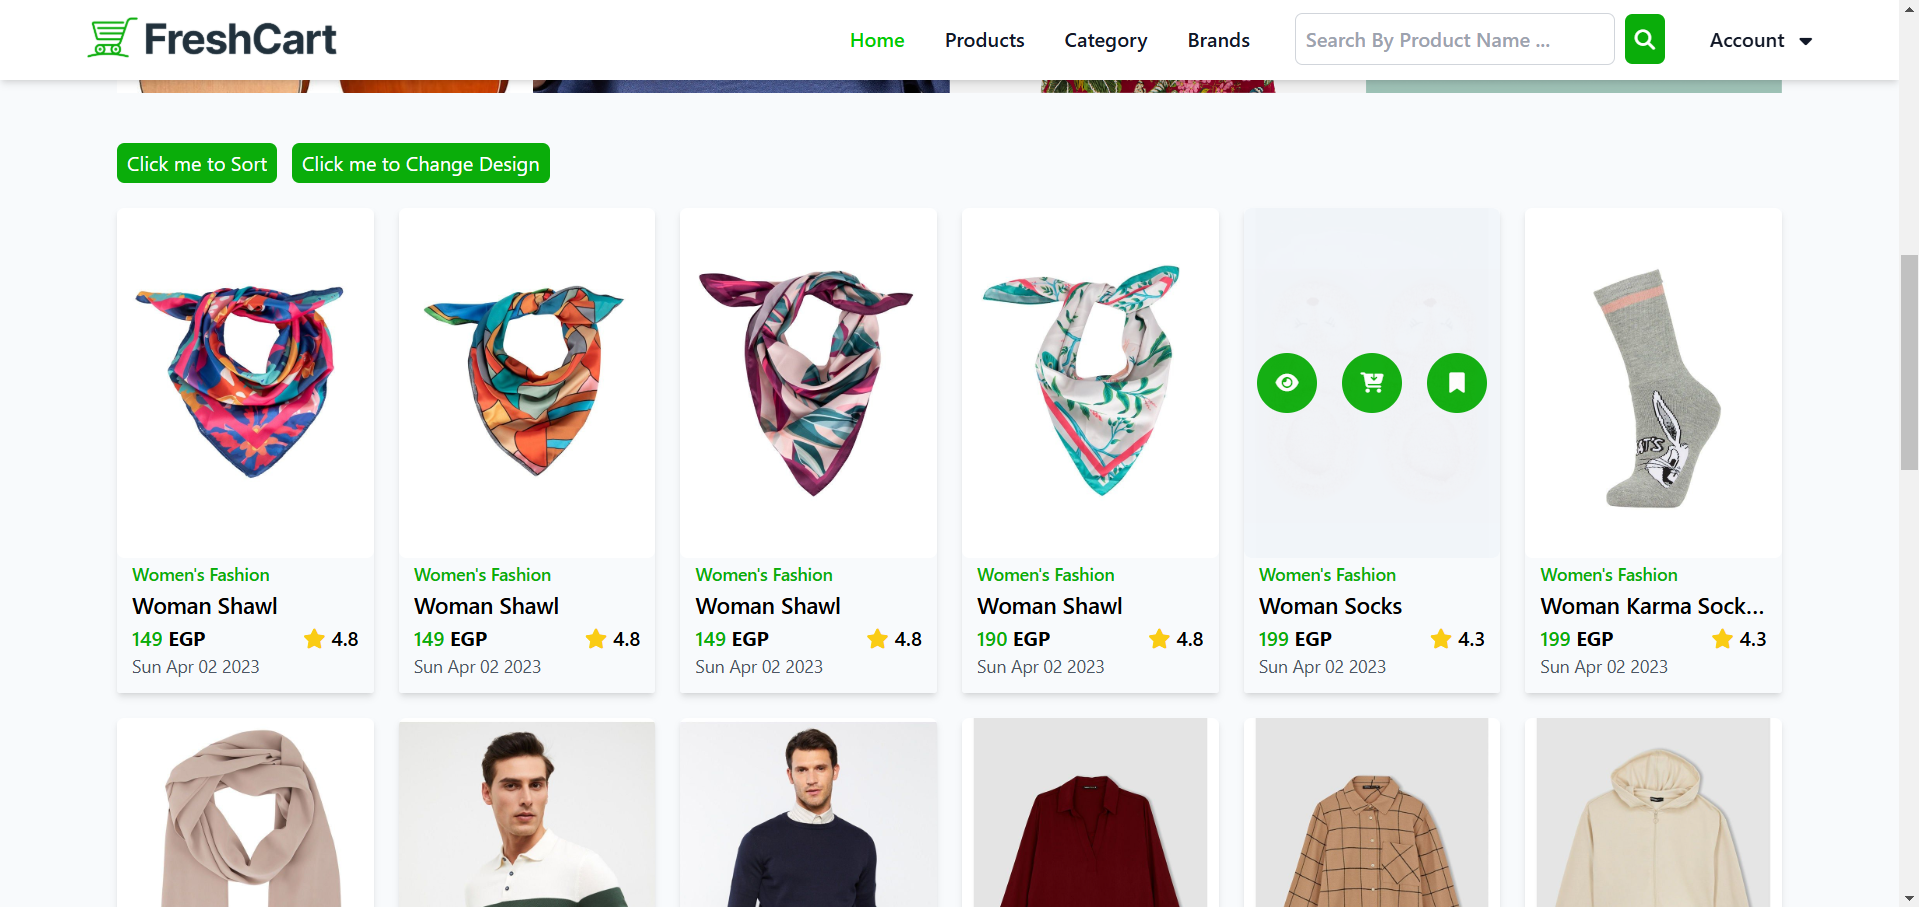 FreshCart
Home
Products
Category
Brands
Search By Product Name ...
Account
Click me to Sort
Click me to Change Design
Women's Fashion
Woman Shawl
149 EGP
4.8
Sun Apr 02 2023
Women's Fashion
Woman Shawl
149 EGP
4.8
Sun Apr 02 2023
Women's Fashion
Woman Shawl
149 EGP
4.8
Sun Apr 02 2023
Women's Fashion
Woman Shawl
190 EGP
4.8
Sun Apr 02 2023
Women's Fashion
Woman Socks
199 EGP
4.3
Sun Apr 02 2023
Women's Fashion
Woman Karma Sock...
199 EGP
4.3
Sun Apr 02 2023